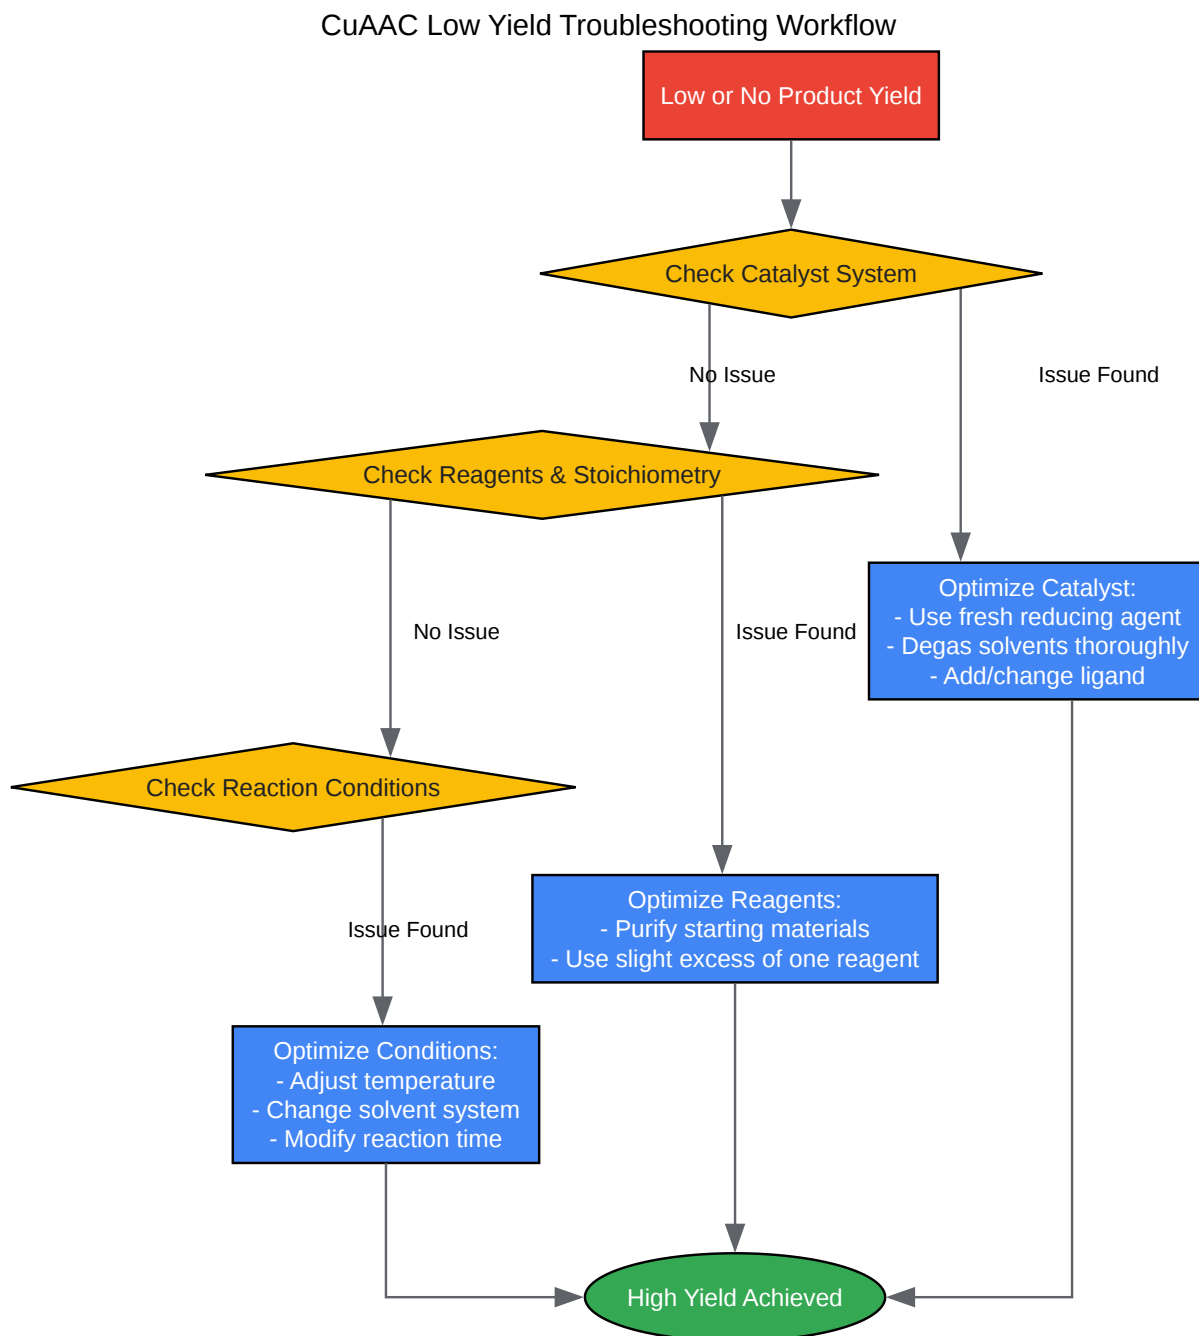 CuAAC Low Yield Troubleshooting Workflow
Low or No Product Yield
Check Catalyst System
No Issue
Issue Found
Check Reagents & Stoichiometry
Optimize Catalyst:
- Use fresh reducing agent
- Degas solvents thoroughly
- Add/change ligand
No Issue
Issue Found
Check Reaction Conditions
Optimize Reagents:
- Purify starting materials
- Use slight excess of one reagent
Issue Found
Optimize Conditions:
- Adjust temperature
- Change solvent system
- Modify reaction time
High Yield Achieved